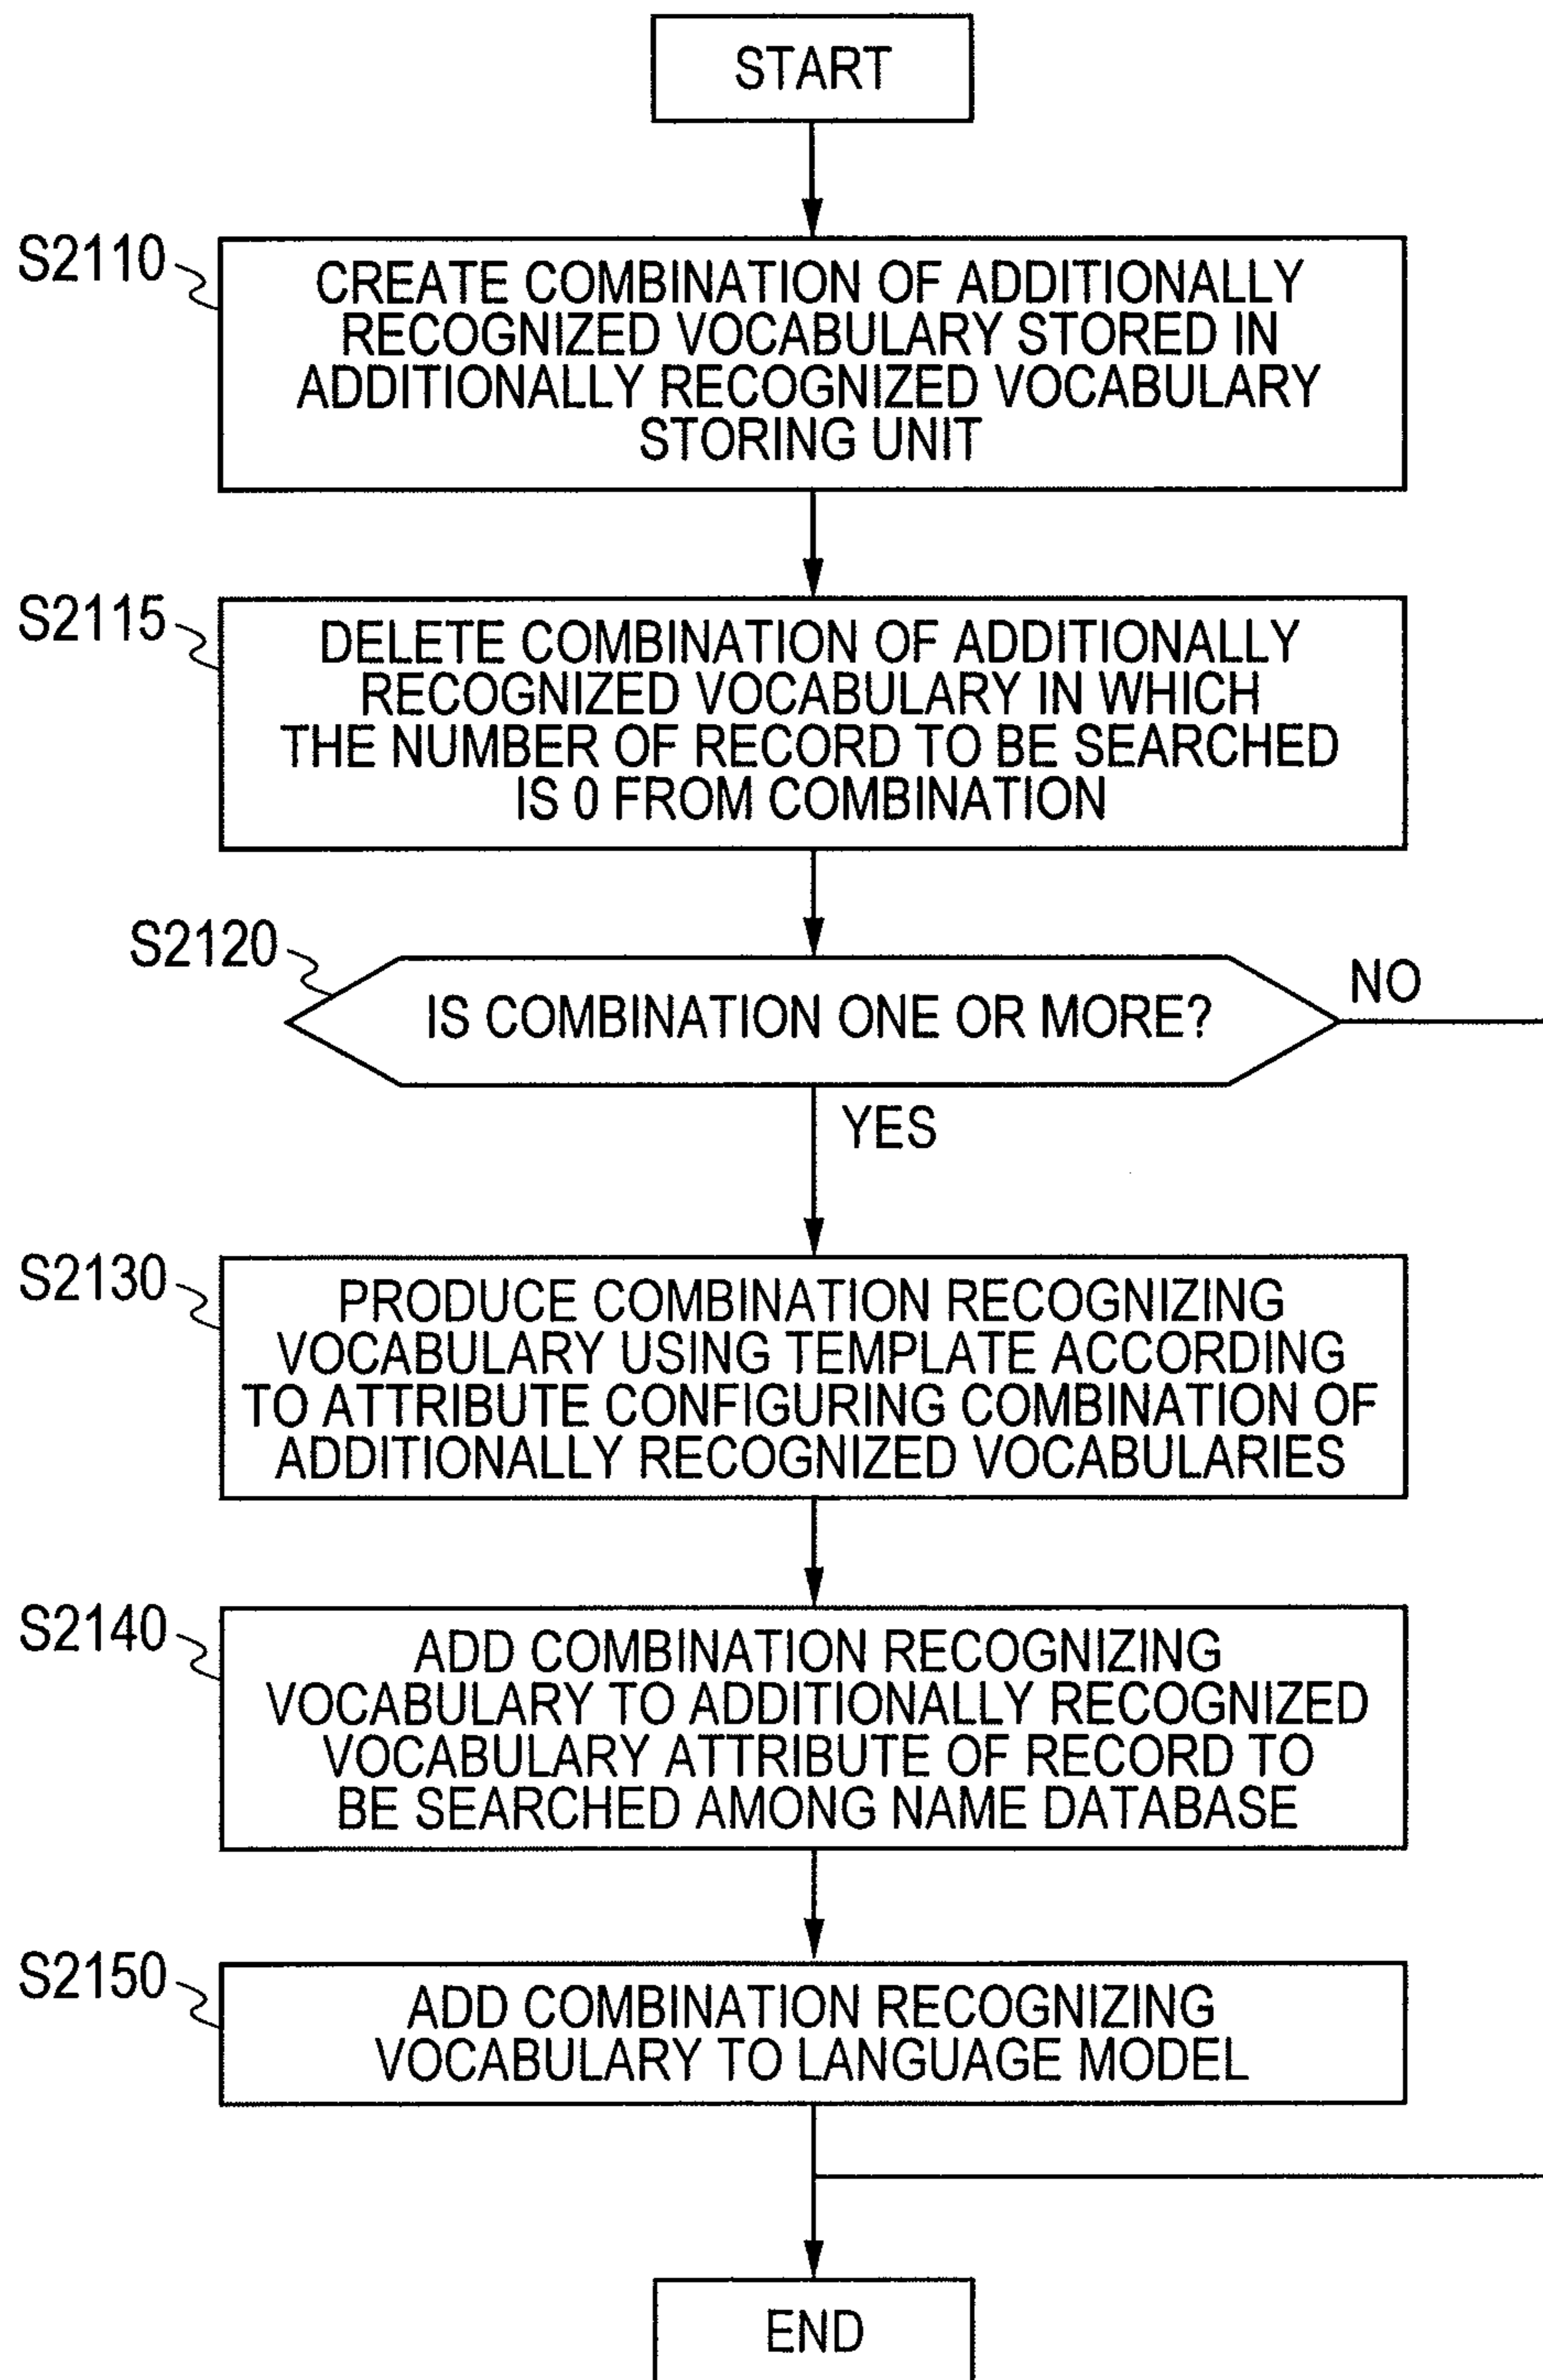 START
S2110
CREATE COMBINATION OF ADDITIONALLY
RECOGNIZED VOCABULARY STORED IN
ADDITIONALLY RECOGNIZED VOCABULARY
STORING UNIT
S2115
DELETE COMBINATION OF ADDITIONALLY
RECOGNIZED VOCABULARY IN WHICH
THE NUMBER OF RECORD TO BE SEARCHED
IS 0 FROM COMBINATION
S2120
IS COMBINATION ONE OR MORE?
NO
YES
S2130
PRODUCE COMBINATION RECOGNIZING
VOCABULARY USING TEMPLATE ACCORDING
TO ATTRIBUTE CONFIGURING COMBINATION OF
ADDITIONALLY RECOGNIZED VOCABULARIES
S2140
ADD COMBINATION RECOGNIZING
VOCABULARY TO ADDITIONALLY RECOGNIZED
VOCABULARY ATTRIBUTE OF RECORD TO
BE SEARCHED AMONG NAME DATABASE
S2150
ADD COMBINATION RECOGNIZING
VOCABULARY TO LANGUAGE MODEL
END